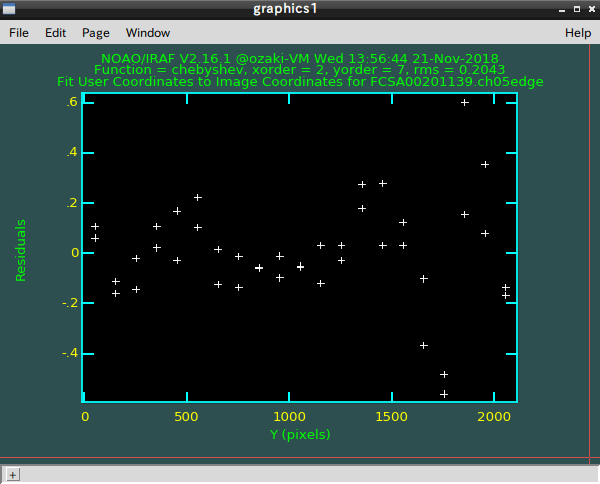 graphics1
File Edit Page Window Help
NOAO/IRAF V2.16.1 @ozaki-VM Wed 13:56:44 21-Nov-2018
Function = chebyshev, xorder = 2, yorder = 7, rms = 0.2043
Fit User Coordinates to Image Coordinates for FCSA00201139.ch05edge
.6
.4
.2
0
-.2
-.4
Residuals
0 500 1000 1500 2000
Y (pixels)